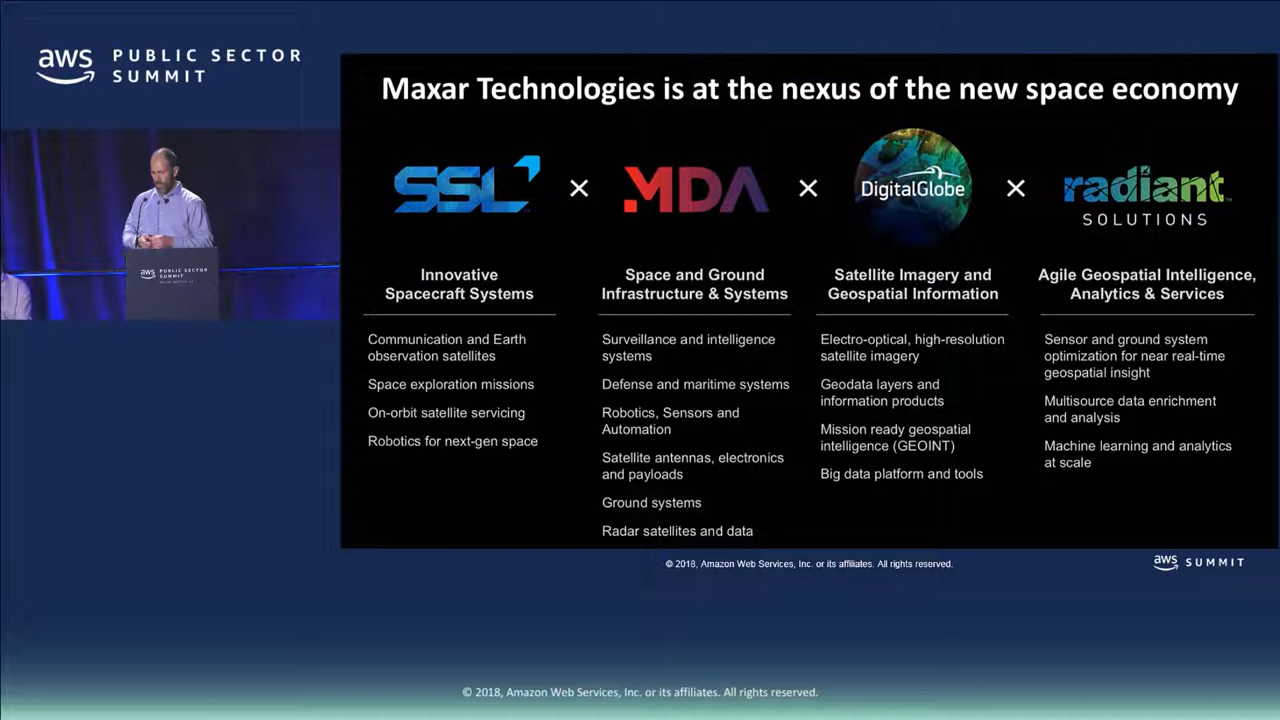 aws PUBLIC SECTOR
SUMMIT
aws PUBLIC SECTOR
SUMMIT
Maxar Technologies is at the nexus of the new space economy
SSL × MDA × DigitalGlobe × radiant
SOLUTIONS
Innovative
Spacecraft Systems
Communication and Earth
observation satellites
Space exploration missions
On-orbit satellite servicing
Robotics for next-gen space
Space and Ground
Infrastructure & Systems
Surveillance and intelligence
systems
Defense and maritime systems
Robotics, Sensors and
Automation
Satellite antennas, electronics
and payloads
Ground systems
Radar satellites and data
Satellite Imagery and
Geospatial Information
Electro-optical, high-resolution
satellite imagery
Geodata layers and
information products
Mission ready geospatial
intelligence (GEOINT)
Big data platform and tools
Agile Geospatial Intelligence,
Analytics & Services
Sensor and ground system
optimization for near real-time
geospatial insight
Multisource data enrichment
and analysis
Machine learning and analytics
at scale
© 2018, Amazon Web Services, Inc. or its affiliates. All rights reserved.
aws SUMMIT
© 2018, Amazon Web Services, Inc. or its affiliates. All rights reserved.